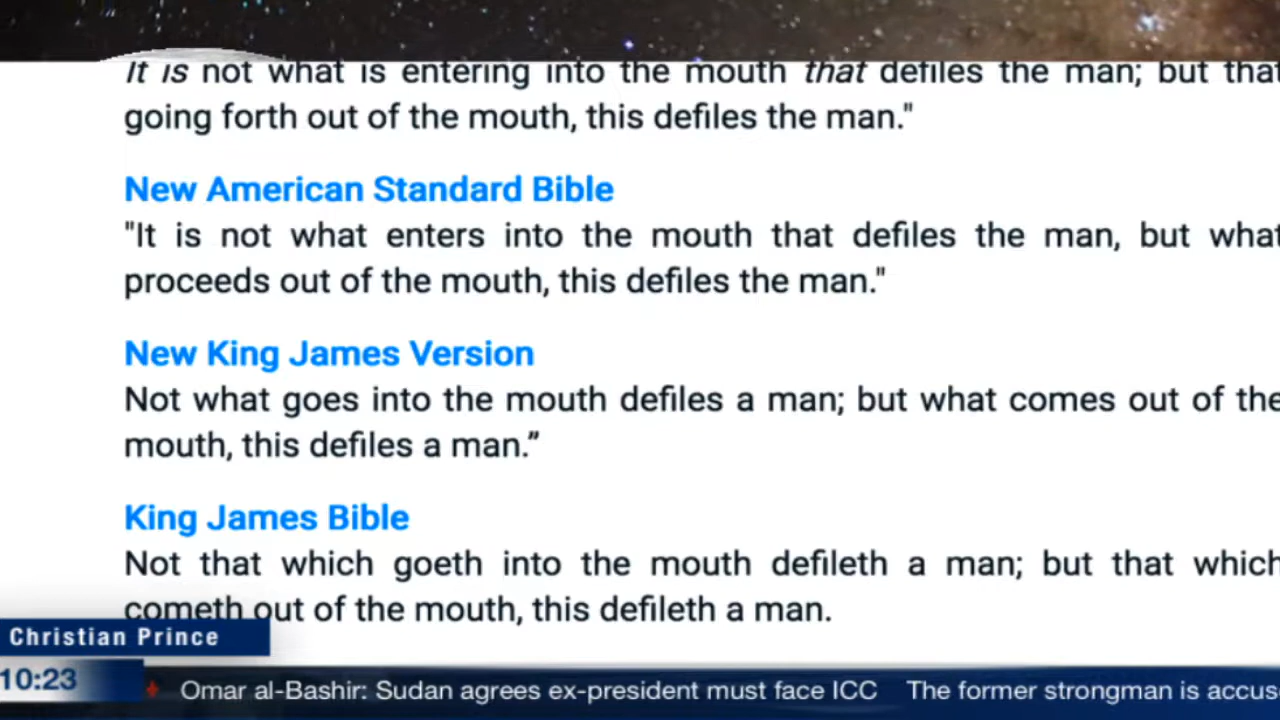 It is not what is entering into the mouth that defiles the man; but that
going forth out of the mouth, this defiles the man."
New American Standard Bible
"It is not what enters into the mouth that defiles the man, but what
proceeds out of the mouth, this defiles the man."
New King James Version
Not what goes into the mouth defiles a man; but what comes out of the
mouth, this defiles a man.”
King James Bible
Not that which goeth into the mouth defileth a man; but that which
cometh out of the mouth, this defileth a man.
Christian Prince
10:23
Omar al-Bashir: Sudan agrees ex-president must face ICC The former strongman is